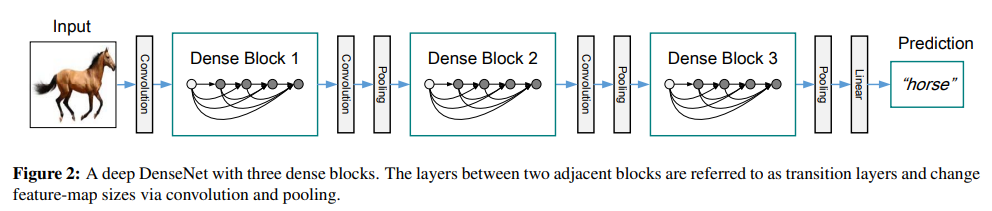 Input
Convolution
Dense Block 1
Convolution
Pooling
Dense Block 2
Convolution
Pooling
Dense Block 3
Pooling
Linear
Prediction
“horse”
Figure 2: A deep DenseNet with three dense blocks. The layers between two adjacent blocks are referred to as transition layers and change
feature-map sizes via convolution and pooling.